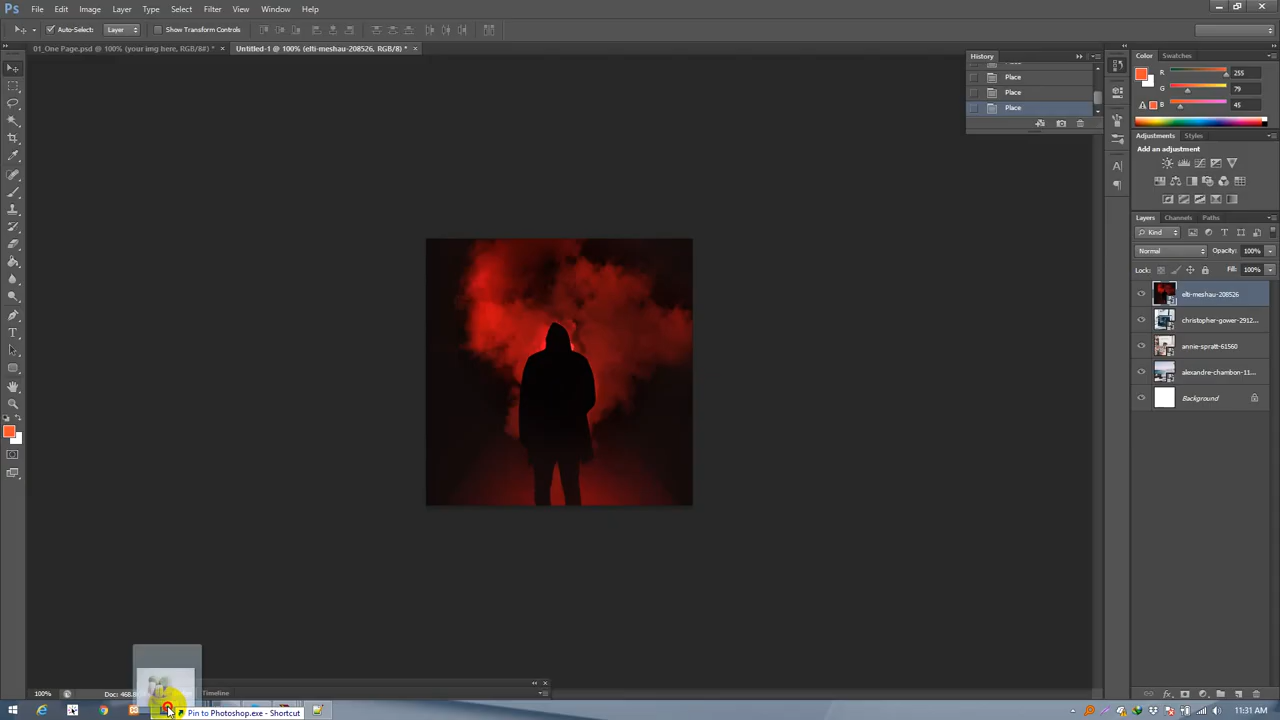 Ps File Edit Image Layer Type Select Filter 3D View Window Help
Auto-Select: Layer Show Transform Controls
01_One Page.psd @ 100% (your img here, RGB/8#) * × Untitled-1 @ 100% (elti-meshau-208526, RGB/8) * ×
History
Place
Place
Place
Color Swatches
R 255
G 79
B 45
Adjustments Styles
Add an adjustment
Layers Channels Paths
Kind
Normal Opacity: 100%
Lock: Fill: 100%
elti-meshau-208526
christopher-gower-2912...
annie-spratt-61560
alexandre-chambon-11...
Background
100% Doc: Timeline
Pin to Photoshop.exe - Shortcut
11:31 AM